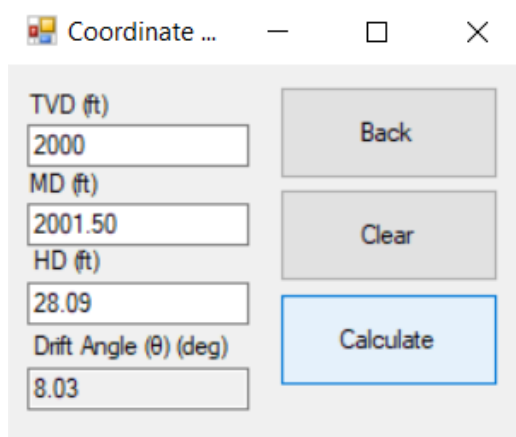 Coordinate ...
TVD (ft)
2000
MD (ft)
2001.50
HD (ft)
28.09
Drift Angle (θ) (deg)
8.03
Back
Clear
Calculate